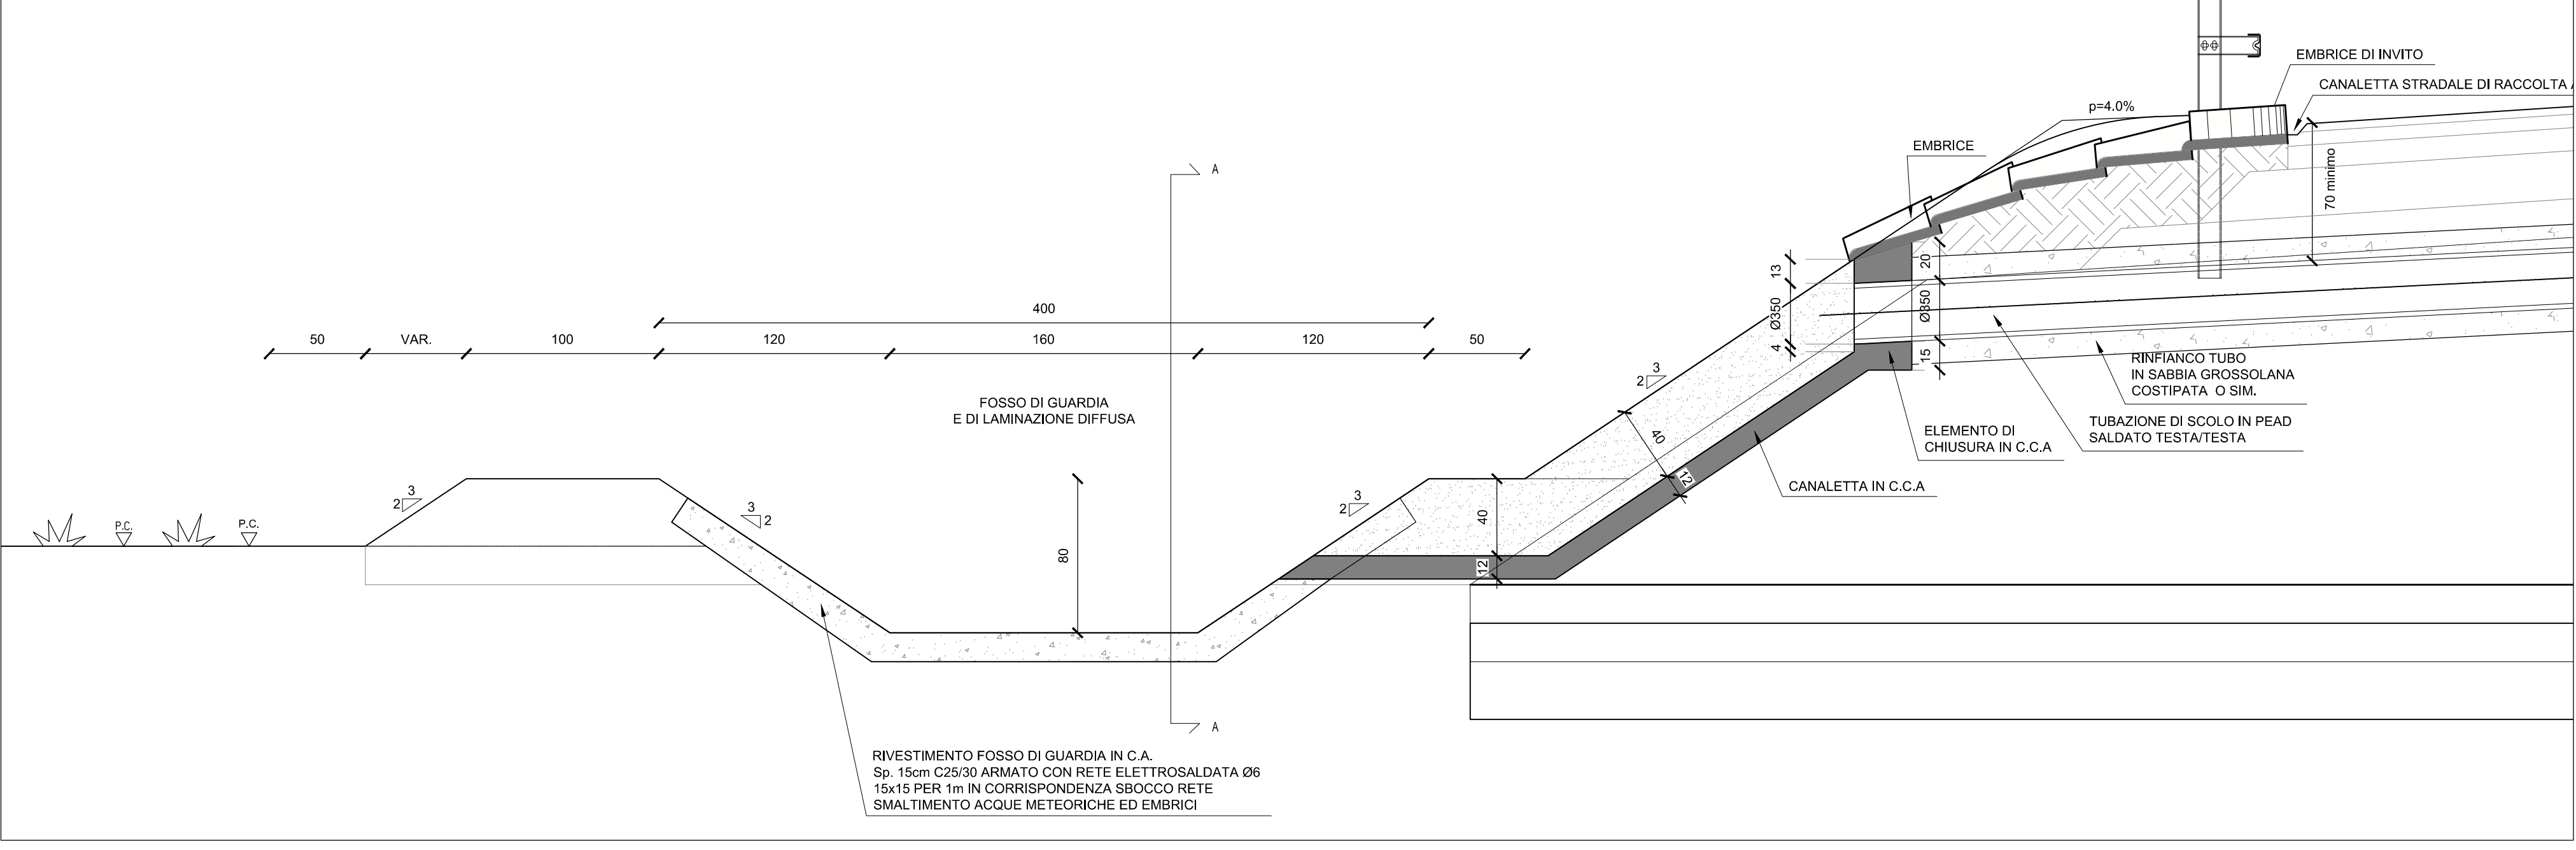 EMBRICE DI INVITO
CANALETTA STRADALE DI RACCOLTA
p=4.0%
EMBRICE
A
70 minimo
13
20
Ø350
Ø350
4
15
400
50
VAR.
100
120
160
120
50
RINFIANCO TUBO
IN SABBIA GROSSOLANA
COSTIPATA O SIM.
3
2
FOSSO DI GUARDIA
E DI LAMINAZIONE DIFFUSA
TUBAZIONE DI SCOLO IN PEAD
SALDATO TESTA/TESTA
ELEMENTO DI
CHIUSURA IN C.C.A
40
12
CANALETTA IN C.C.A
3
2
3
2
3
2
P.C.
P.C.
40
80
12
A
RIVESTIMENTO FOSSO DI GUARDIA IN C.A.
Sp. 15cm C25/30 ARMATO CON RETE ELETTROSALDATA Ø6
15x15 PER 1m IN CORRISPONDENZA SBOCCO RETE
SMALTIMENTO ACQUE METEORICHE ED EMBRICI